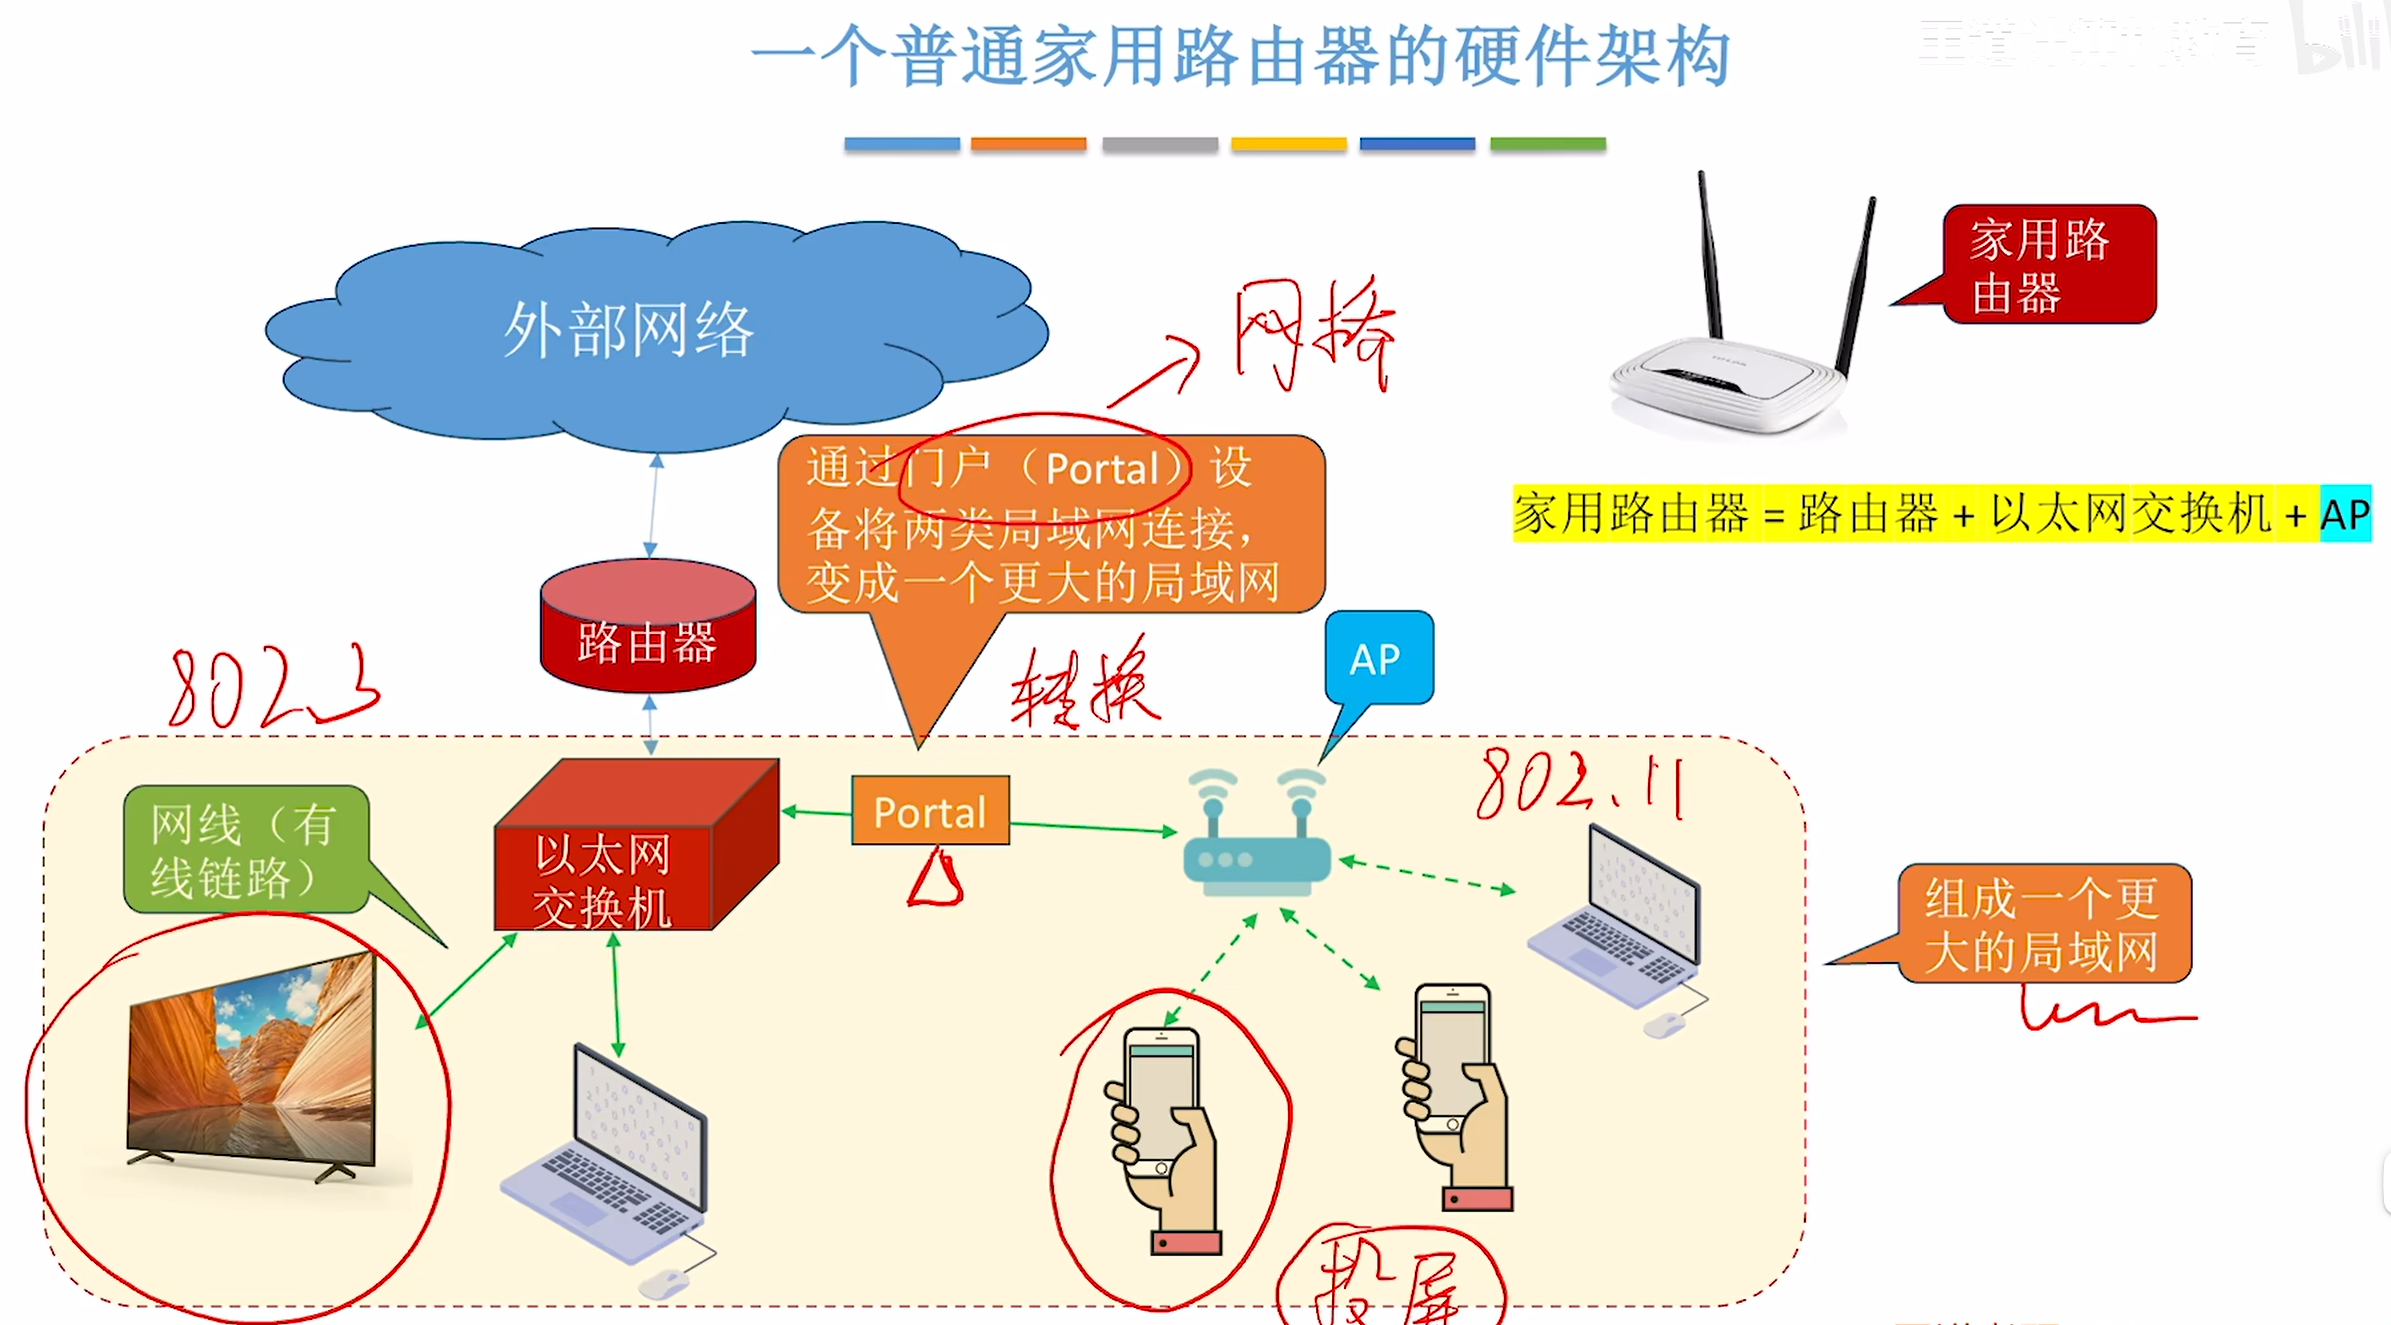 一个普通家用路由器的硬件架构
外部网络
网桥
家用路
由器
通过门户（Portal）设
备将两类局域网连接，
变成一个更大的局域网
家用路由器 = 路由器 + 以太网交换机 + AP
路由器
802.3
转换
AP
802.11
网线（有
线链路）
以太网
交换机
Portal
组成一个更
大的局域网
投屏